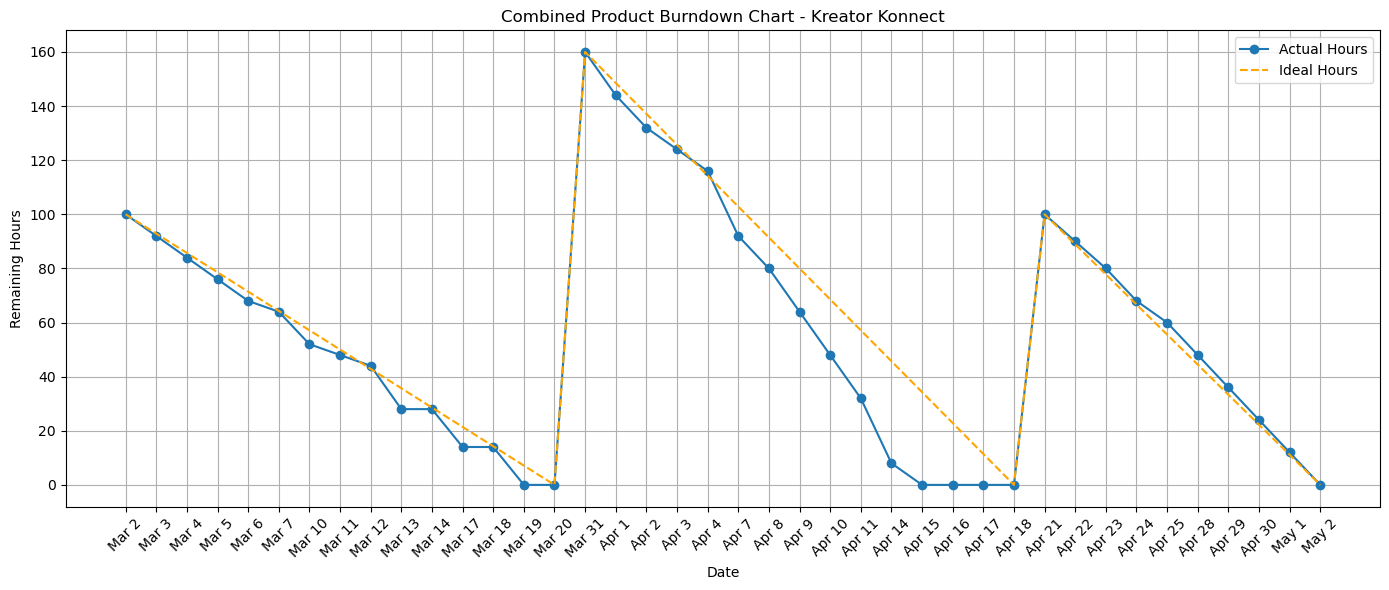 Combined Product Burndown Chart - Kreator Konnect
Actual Hours
Ideal Hours
Remaining Hours
160
140
120
100
80
60
40
20
0
Mar 2
Mar 3
Mar 4
Mar 5
Mar 6
Mar 7
Mar 10
Mar 11
Mar 12
Mar 13
Mar 14
Mar 17
Mar 18
Mar 19
Mar 20
Mar 31
Apr 1
Apr 2
Apr 3
Apr 4
Apr 7
Apr 8
Apr 9
Apr 10
Apr 11
Apr 14
Apr 15
Apr 16
Apr 17
Apr 18
Apr 21
Apr 22
Apr 23
Apr 24
Apr 25
Apr 28
Apr 29
Apr 30
May 1
May 2
Date